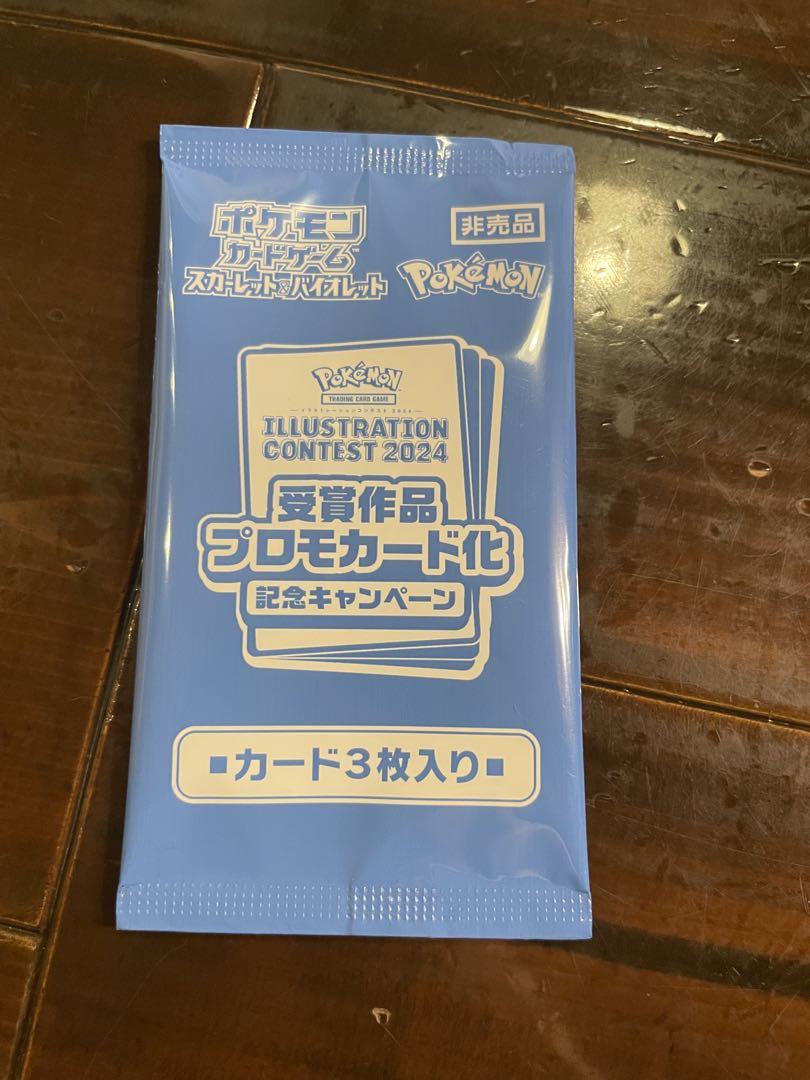 ポケモン
カードゲーム™
スカーレット&バイオレット
非売品
POKéMON™
POKéMON
TRADING CARD GAME
イラストレーションコンテスト 2024
ILLUSTRATION
CONTEST 2024
受賞作品
プロモカード化
記念キャンペーン
■カード3枚入り■